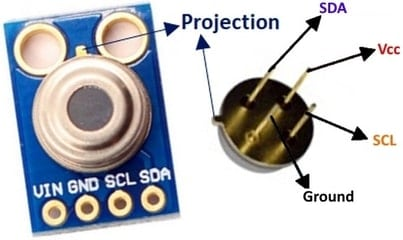 Projection
SDA
Vcc
SCL
Ground
VIN GND SCL SDA